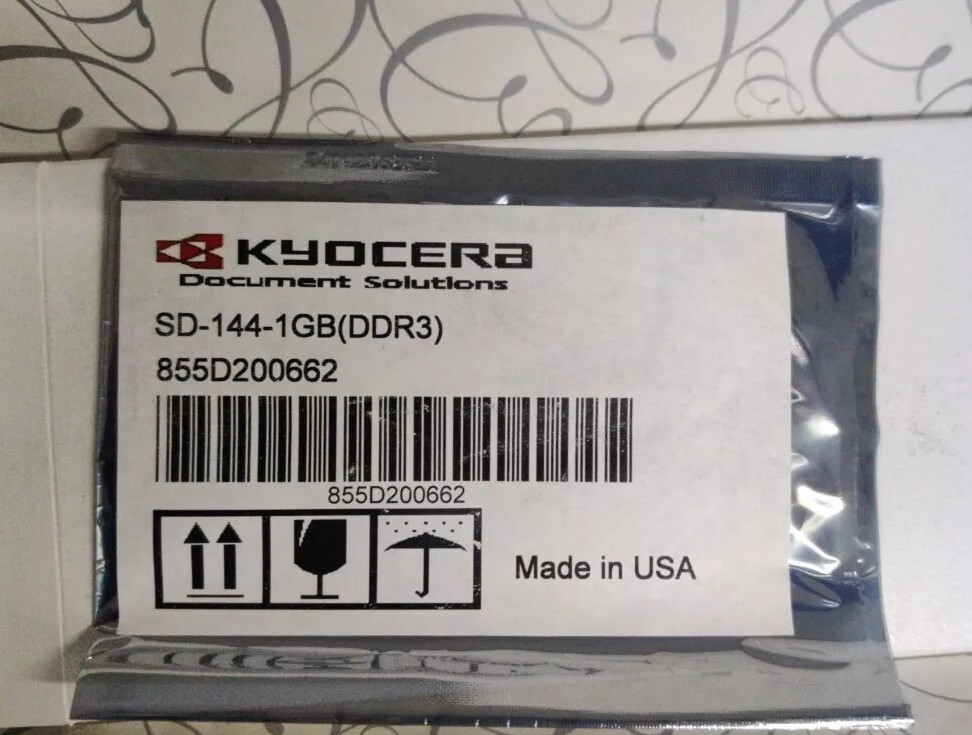 KYOCERA
Document Solutions
SD-144-1GB(DDR3)
855D200662
855D200662
Made in USA